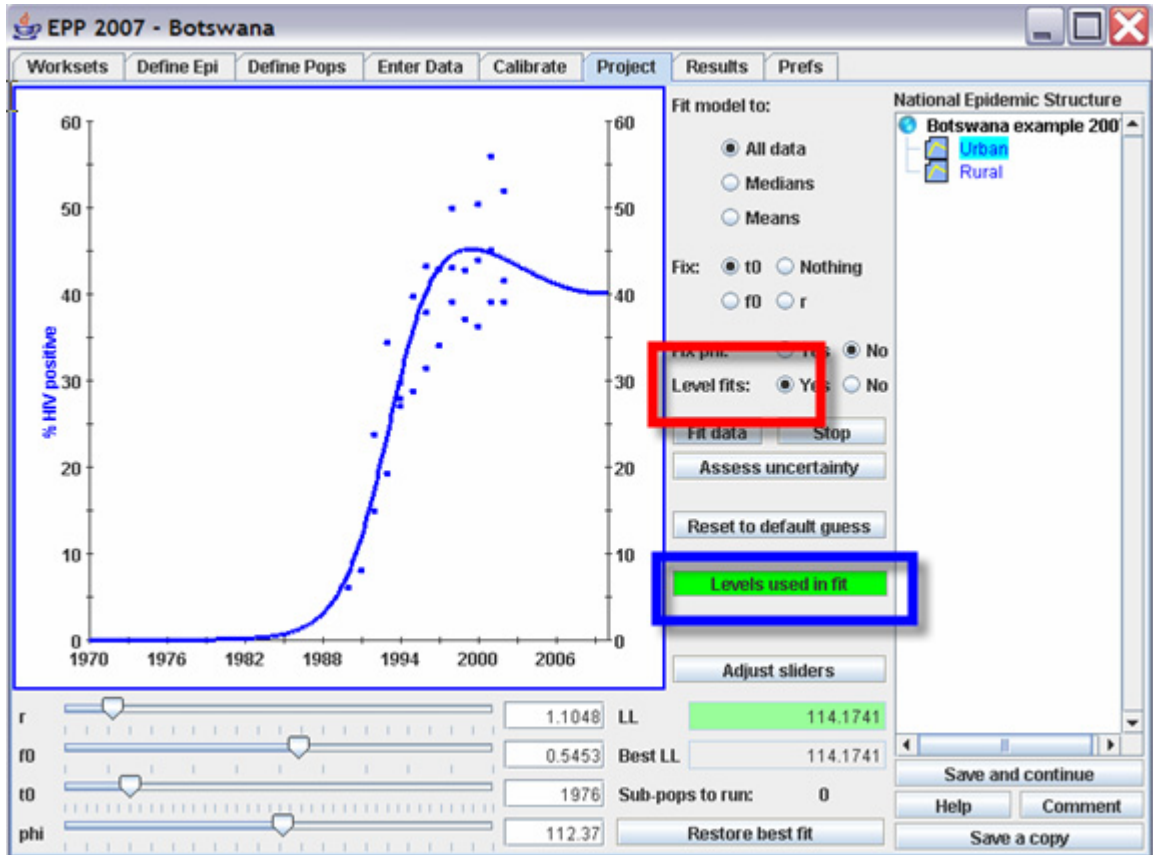 EPP 2007 - Botswana
Worksets Define Epi Define Pops Enter Data Calibrate Project Results Prefs
% HIV positive
60
50
40
30
20
10
0
60
50
40
30
20
10
0
1970 1976 1982 1988 1994 2000 2006
Fit model to:
All data
Medians
Means
Fix: t0 Nothing
f0 r
Fix phi: Yes No
Level fits: Yes No
Fit data Stop
Assess uncertainty
Reset to default guess
Levels used in fit
Adjust sliders
National Epidemic Structure
Botswana example 200
Urban
Rural
r 1.1048 LL 114.1741
f0 0.5453 Best LL 114.1741
t0 1976 Sub-pops to run: 0
phi 112.37 Restore best fit
Save and continue
Help Comment
Save a copy